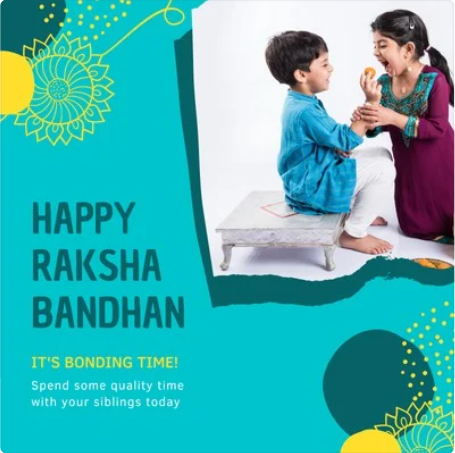 HAPPY
RAKSHA
BANDHAN
IT'S BONDING TIME!
Spend some quality time
with your siblings today